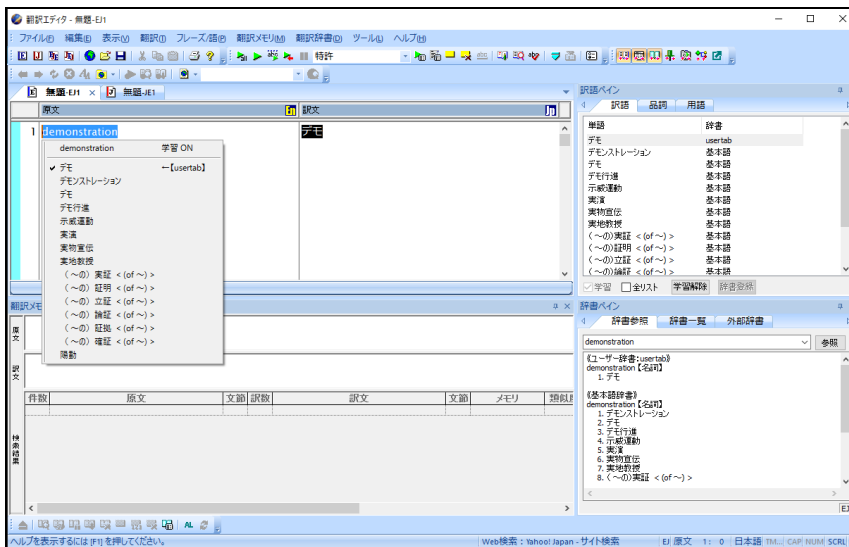 翻訳エディタ - 無題-EJ1
ファイル(F) 編集(E) 表示(V) 翻訳(T) フレーズ/語(P) 翻訳メモリ(M) 翻訳辞書(D) ツール(L) ヘルプ(H)
特許
無題-EJ1 × 無題-JE1
原文 訳文
1 demonstration デモ
demonstration 学習 ON
デモ ←【usertab】
デモンストレーション
デモ
デモ行進
示威運動
実演
実物宣伝
実地教授
(~の) 実証 < (of ~) >
(~の) 証明 < (of ~) >
(~の) 立証 < (of ~) >
(~の) 論証 < (of ~) >
(~の) 証拠 < (of ~) >
(~の) 確証 < (of ~) >
陽動
訳語ペイン
訳語 品詞 用語
単語 辞書
デモ usertab
デモンストレーション 基本語
デモ 基本語
デモ行進 基本語
示威運動 基本語
実演 基本語
実物宣伝 基本語
実地教授 基本語
(~の)実証 < (of ~) > 基本語
(~の)証明 < (of ~) > 基本語
(~の)立証 < (of ~) > 基本語
(~の)論証 < (of ~) > 基本語
学習 全リスト 学習解除 辞書登録
翻訳メモ
原文
訳文
件数 原文 文節 訳数 訳文 文節 メモリ 類似
検索結果
辞書ペイン
辞書参照 辞書一覧 外部辞書
demonstration 参照
《ユーザー辞書:usertab》
demonstration【名詞】
1. デモ
《基本語辞書》
demonstration【名詞】
1. デモンストレーション
2. デモ
3. デモ行進
4. 示威運動
5. 実演
6. 実物宣伝
7. 実地教授
8. (~の)実証 < (of ~) >
EJ
AL
ヘルプを表示するには [F1] を押してください。 Web検索:Yahoo! Japan - サイト検索 EJ 原文 1: 0 日本語 TM... CAP NUM SCRL